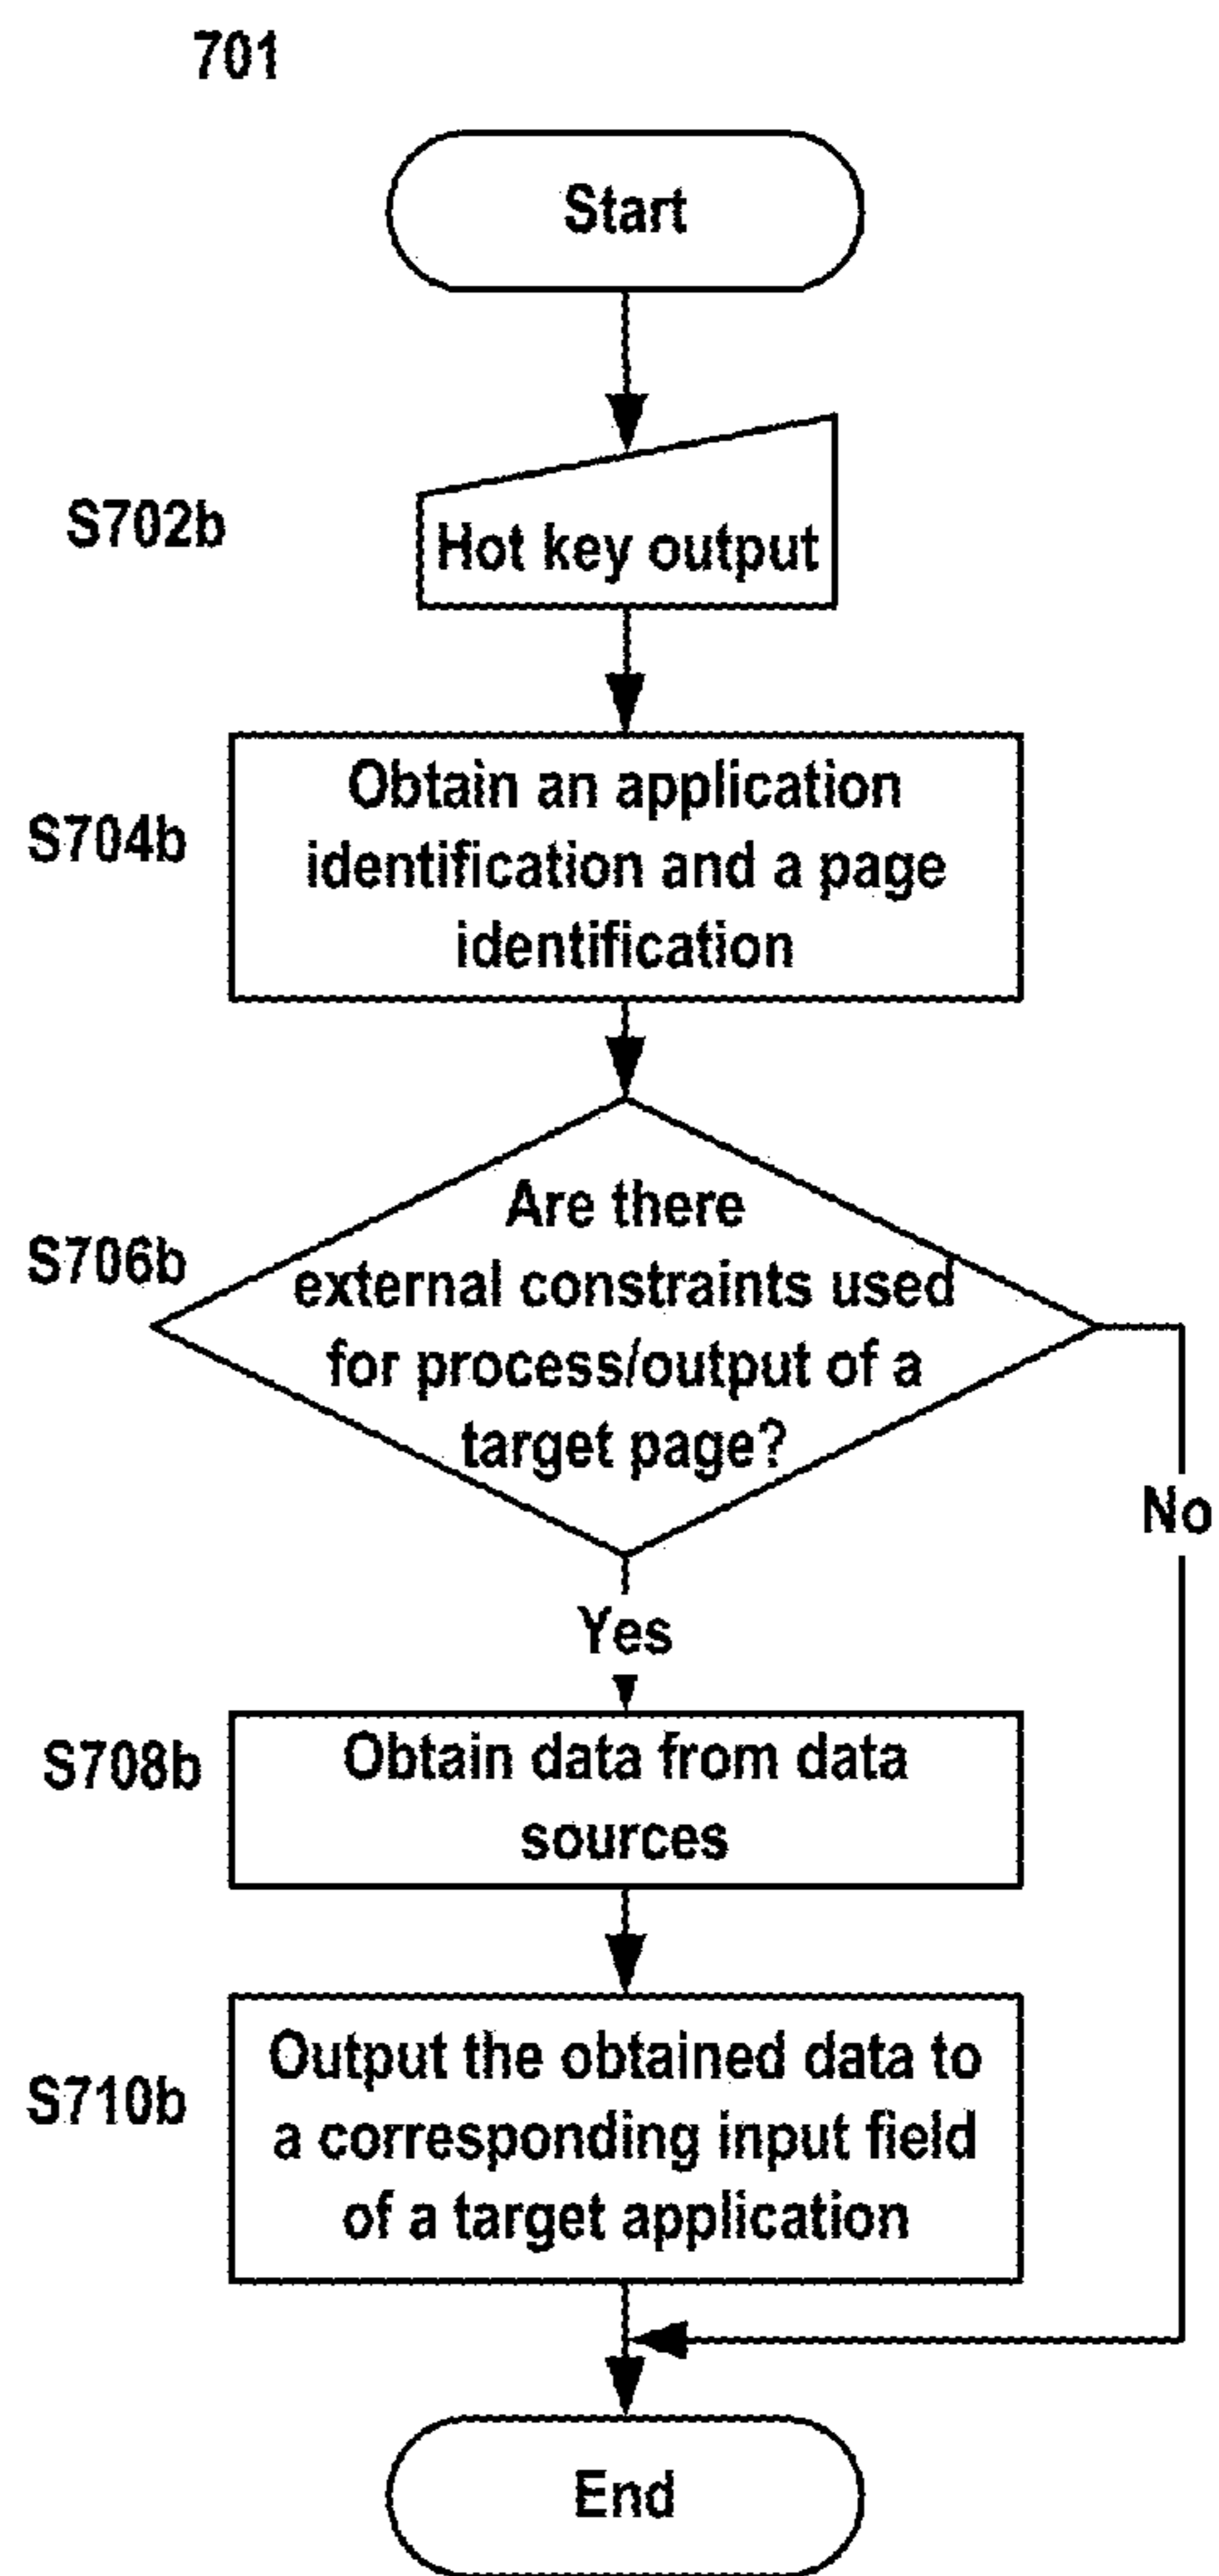 701
Start
S702b
Hot key output
S704b
Obtain an application
identification and a page
identification
S706b
Are there
external constraints used
for process/output of a
target page?
No
Yes
S708b
Obtain data from data
sources
S710b
Output the obtained data to
a corresponding input field
of a target application
End